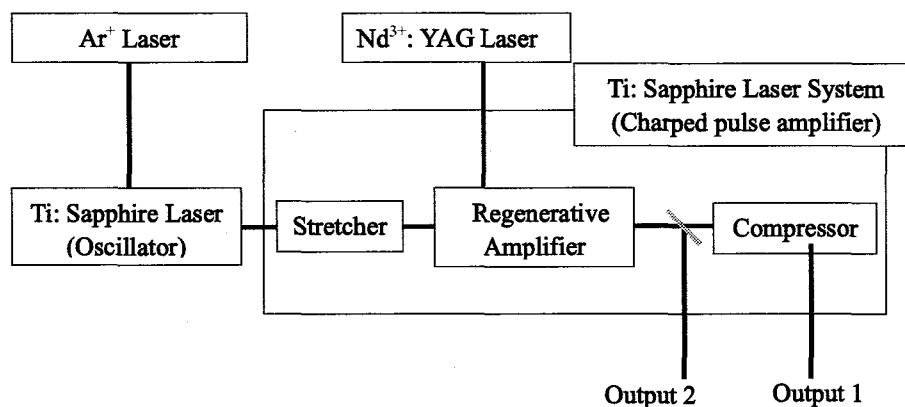 Ar⁺ Laser
Nd³⁺: YAG Laser
Ti: Sapphire Laser System
(Charped pulse amplifier)
Ti: Sapphire Laser
(Oscillator)
Stretcher
Regenerative
Amplifier
Compressor
Output 2
Output 1